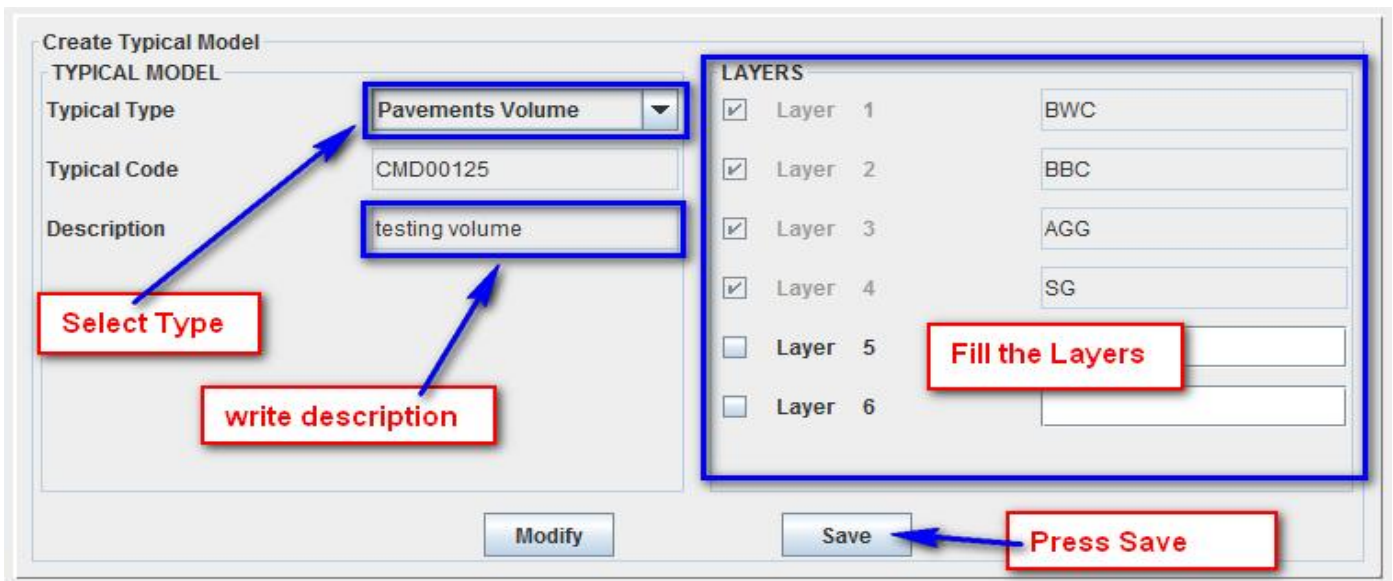 Create Typical Model
TYPICAL MODEL
Typical Type
Pavements Volume
Typical Code
CMD00125
Description
testing volume
Select Type
write description
LAYERS
Layer 1
BWC
Layer 2
BBC
Layer 3
AGG
Layer 4
SG
Layer 5
Fill the Layers
Layer 6
Modify
Save
Press Save